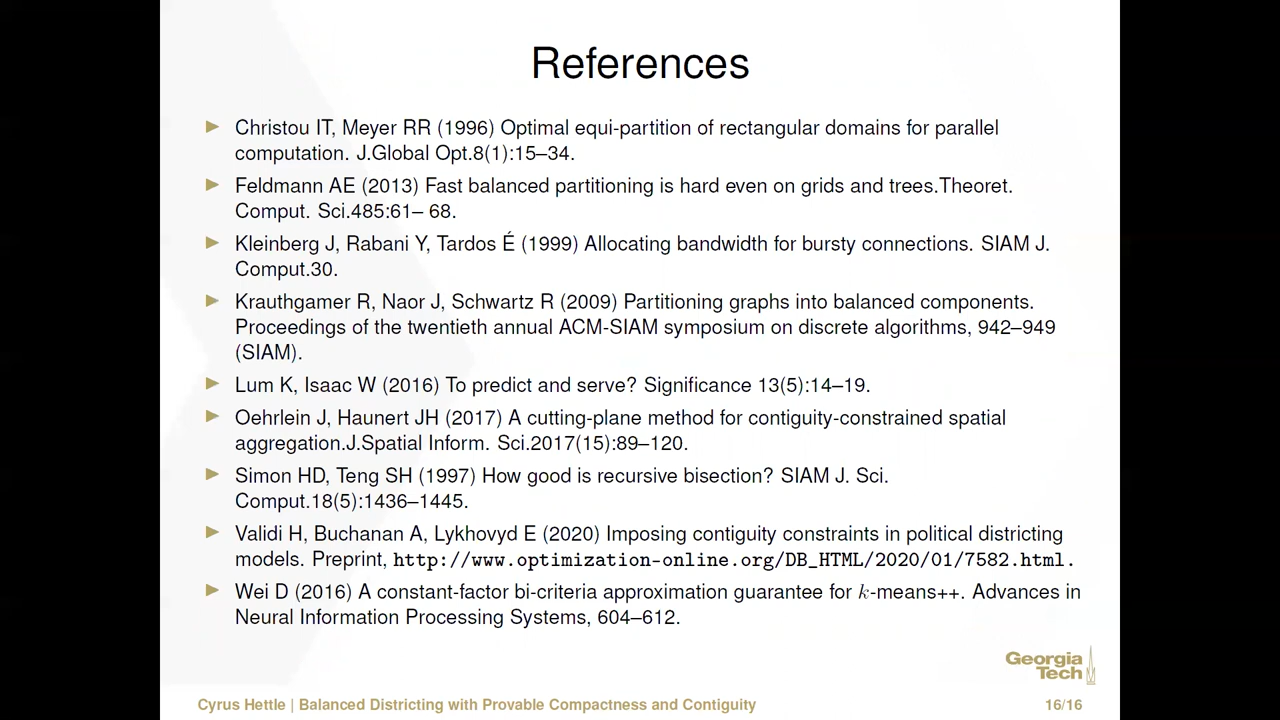 References
► Christou IT, Meyer RR (1996) Optimal equi-partition of rectangular domains for parallel
computation. J.Global Opt.8(1):15–34.
► Feldmann AE (2013) Fast balanced partitioning is hard even on grids and trees.Theoret.
Comput. Sci.485:61– 68.
► Kleinberg J, Rabani Y, Tardos É (1999) Allocating bandwidth for bursty connections. SIAM J.
Comput.30.
► Krauthgamer R, Naor J, Schwartz R (2009) Partitioning graphs into balanced components.
Proceedings of the twentieth annual ACM-SIAM symposium on discrete algorithms, 942–949
(SIAM).
► Lum K, Isaac W (2016) To predict and serve? Significance 13(5):14–19.
► Oehrlein J, Haunert JH (2017) A cutting-plane method for contiguity-constrained spatial
aggregation.J.Spatial Inform. Sci.2017(15):89–120.
► Simon HD, Teng SH (1997) How good is recursive bisection? SIAM J. Sci.
Comput.18(5):1436–1445.
► Validi H, Buchanan A, Lykhovyd E (2020) Imposing contiguity constraints in political districting
models. Preprint, http://www.optimization-online.org/DB_HTML/2020/01/7582.html.
► Wei D (2016) A constant-factor bi-criteria approximation guarantee for k-means++. Advances in
Neural Information Processing Systems, 604–612.
Georgia
Tech
Cyrus Hettle | Balanced Districting with Provable Compactness and Contiguity
16/16